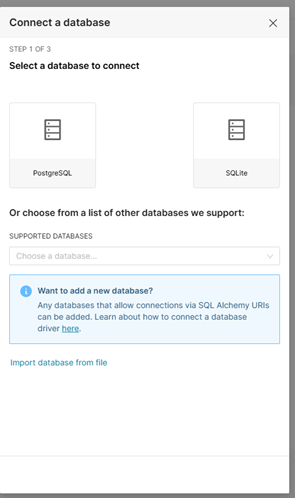 Connect a database
STEP 1 OF 3
Select a database to connect
PostgreSQL
SQLite
Or choose from a list of other databases we support:
SUPPORTED DATABASES
Choose a database...
Want to add a new database?
Any databases that allow connections via SQL Alchemy URIs
can be added. Learn about how to connect a database
driver here.
Import database from file